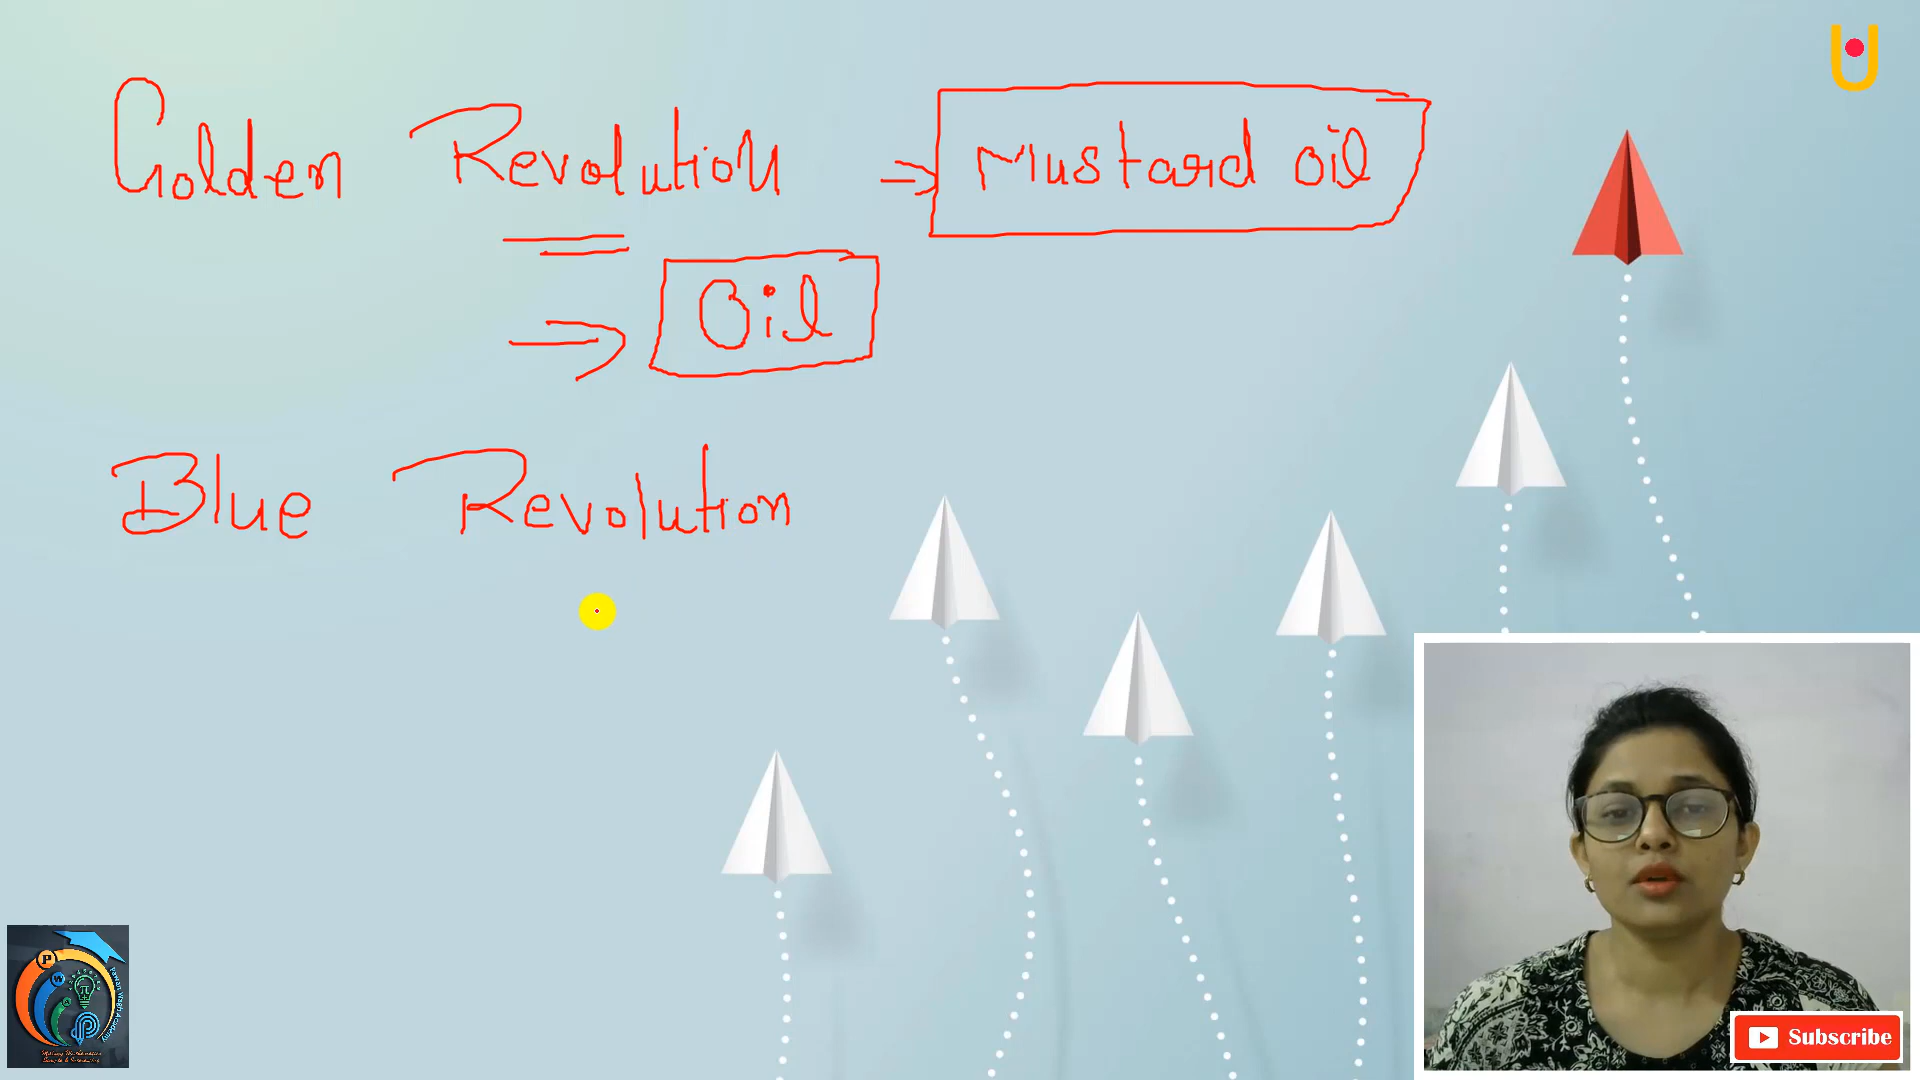 Golden Revolution ⇒ Mustard oil
⇒ Oil
Blue Revolution
Subscribe